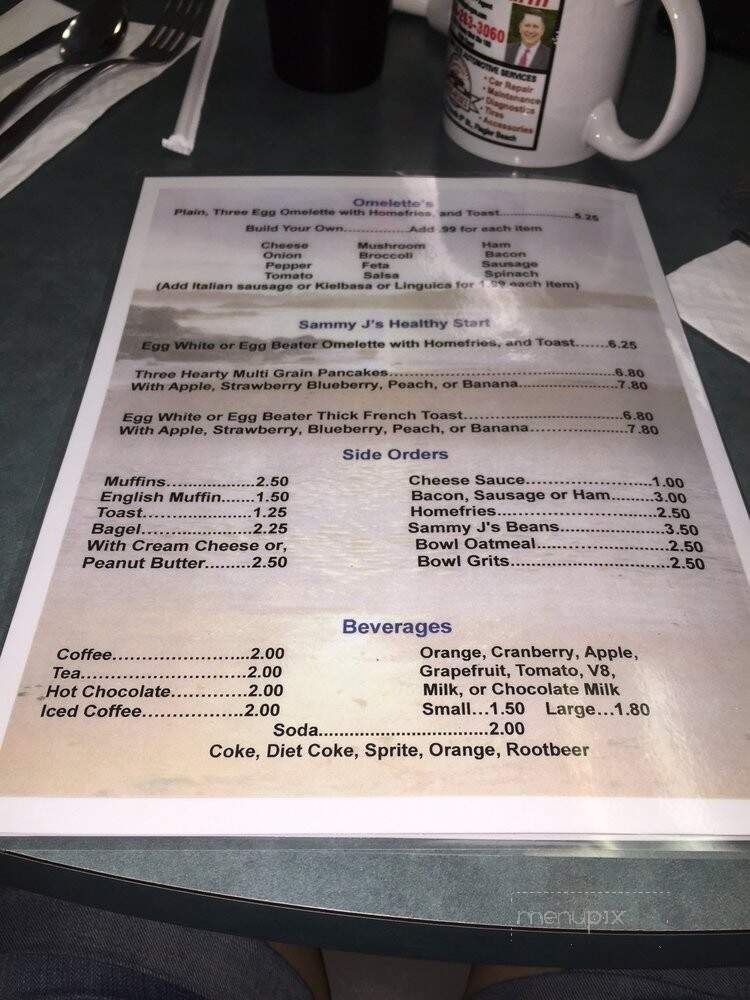 -283-3060
AUTOMOTIVE SERVICES
• Car Repair
• Maintenance
• Diagnostics
• Tires
• Accessories
Flagler Beach
Omelette's
Plain, Three Egg Omelette with Homefries, and Toast....................5.25
Build Your Own................Add .99 for each item
Cheese Mushroom Ham
Onion Broccoli Bacon
Pepper Feta Sausage
Tomato Salsa Spinach
(Add Italian sausage or Kielbasa or Linguica for 1.99 each item)
Sammy J's Healthy Start
Egg White or Egg Beater Omelette with Homefries, and Toast.......6.25
Three Hearty Multi Grain Pancakes................................................6.80
With Apple, Strawberry Blueberry, Peach, or Banana.....................7.80
Egg White or Egg Beater Thick French Toast.................................6.80
With Apple, Strawberry, Blueberry, Peach, or Banana....................7.80
Side Orders
Muffins................2.50 Cheese Sauce.......................1.00
English Muffin.......1.50 Bacon, Sausage or Ham.........3.00
Toast.....................1.25 Homefries..............................2.50
Bagel.....................2.25 Sammy J's Beans...................3.50
With Cream Cheese or, Bowl Oatmeal........................2.50
Peanut Butter.........2.50 Bowl Grits.............................2.50
Beverages
Coffee........................2.00 Orange, Cranberry, Apple,
Tea.............................2.00 Grapefruit, Tomato, V8,
Hot Chocolate.............2.00 Milk, or Chocolate Milk
Iced Coffee.................2.00 Small...1.50 Large...1.80
Soda..................................2.00
Coke, Diet Coke, Sprite, Orange, Rootbeer
menupix